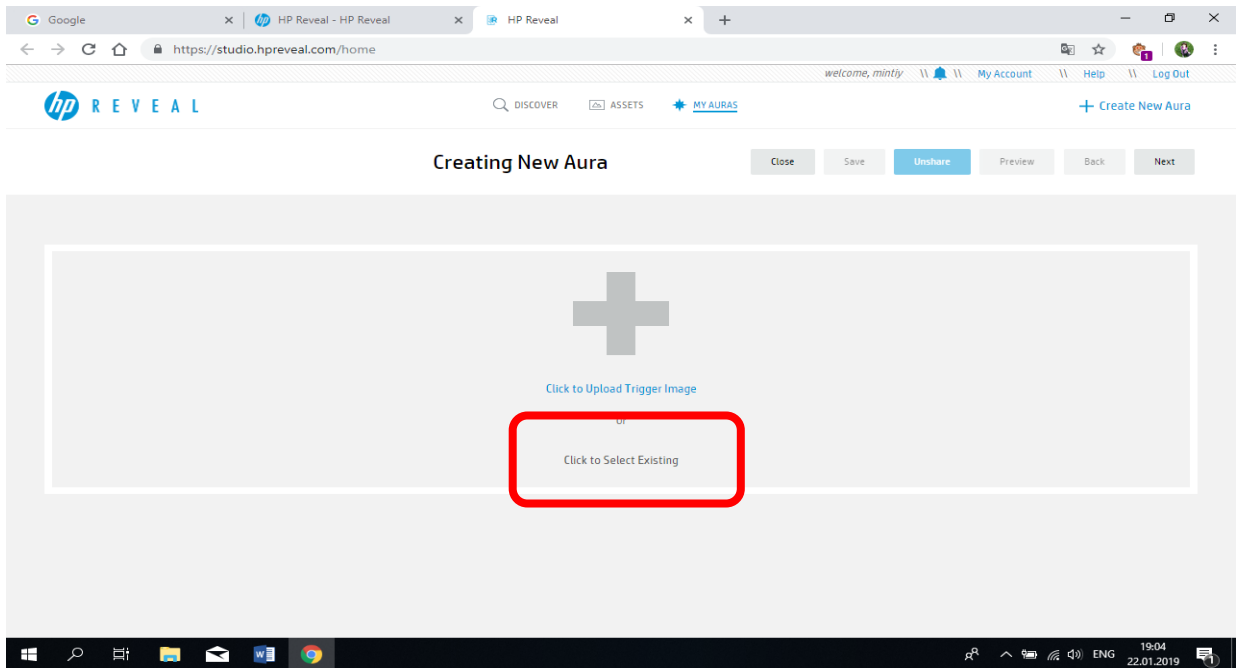 Google
HP Reveal - HP Reveal
HP Reveal
https://studio.hpreveal.com/home
welcome, mintiy \\ \\ My Account \\ Help \\ Log Out
hp REVEAL
DISCOVER
ASSETS
MY AURAS
+ Create New Aura
Creating New Aura
Close
Save
Unshare
Preview
Back
Next
Click to Upload Trigger Image
or
Click to Select Existing
ENG
19:04
22.01.2019